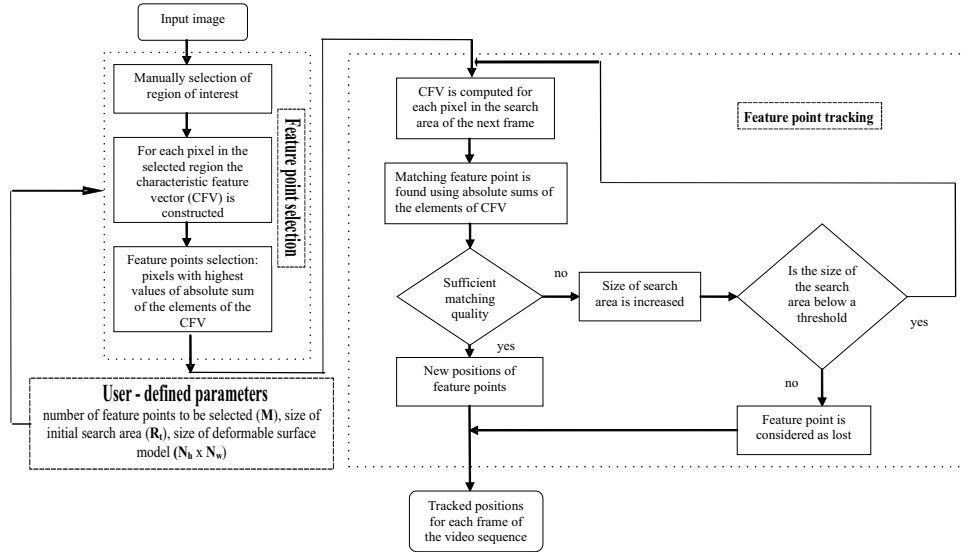 Input image
Manually selection of
region of interest
For each pixel in the
selected region the
characteristic feature
vector (CFV) is
constructed
Feature points selection:
pixels with highest
values of absolute sum
of the elements of the
CFV
Feature
point selection
User - defined parameters
number of feature points to be selected (M), size of
initial search area (Rt), size of deformable surface
model (Nh x Nw)
CFV is computed for
each pixel in the search
area of the next frame
Feature point tracking
Matching feature point is
found using absolute sums of
the elements of CFV
Sufficient
matching
quality
no
Size of search
area is increased
Is the size of
the search
area below a
threshold
yes
yes
New positions of
feature points
no
Feature point is
considered as lost
Tracked positions
for each frame of
the video sequence